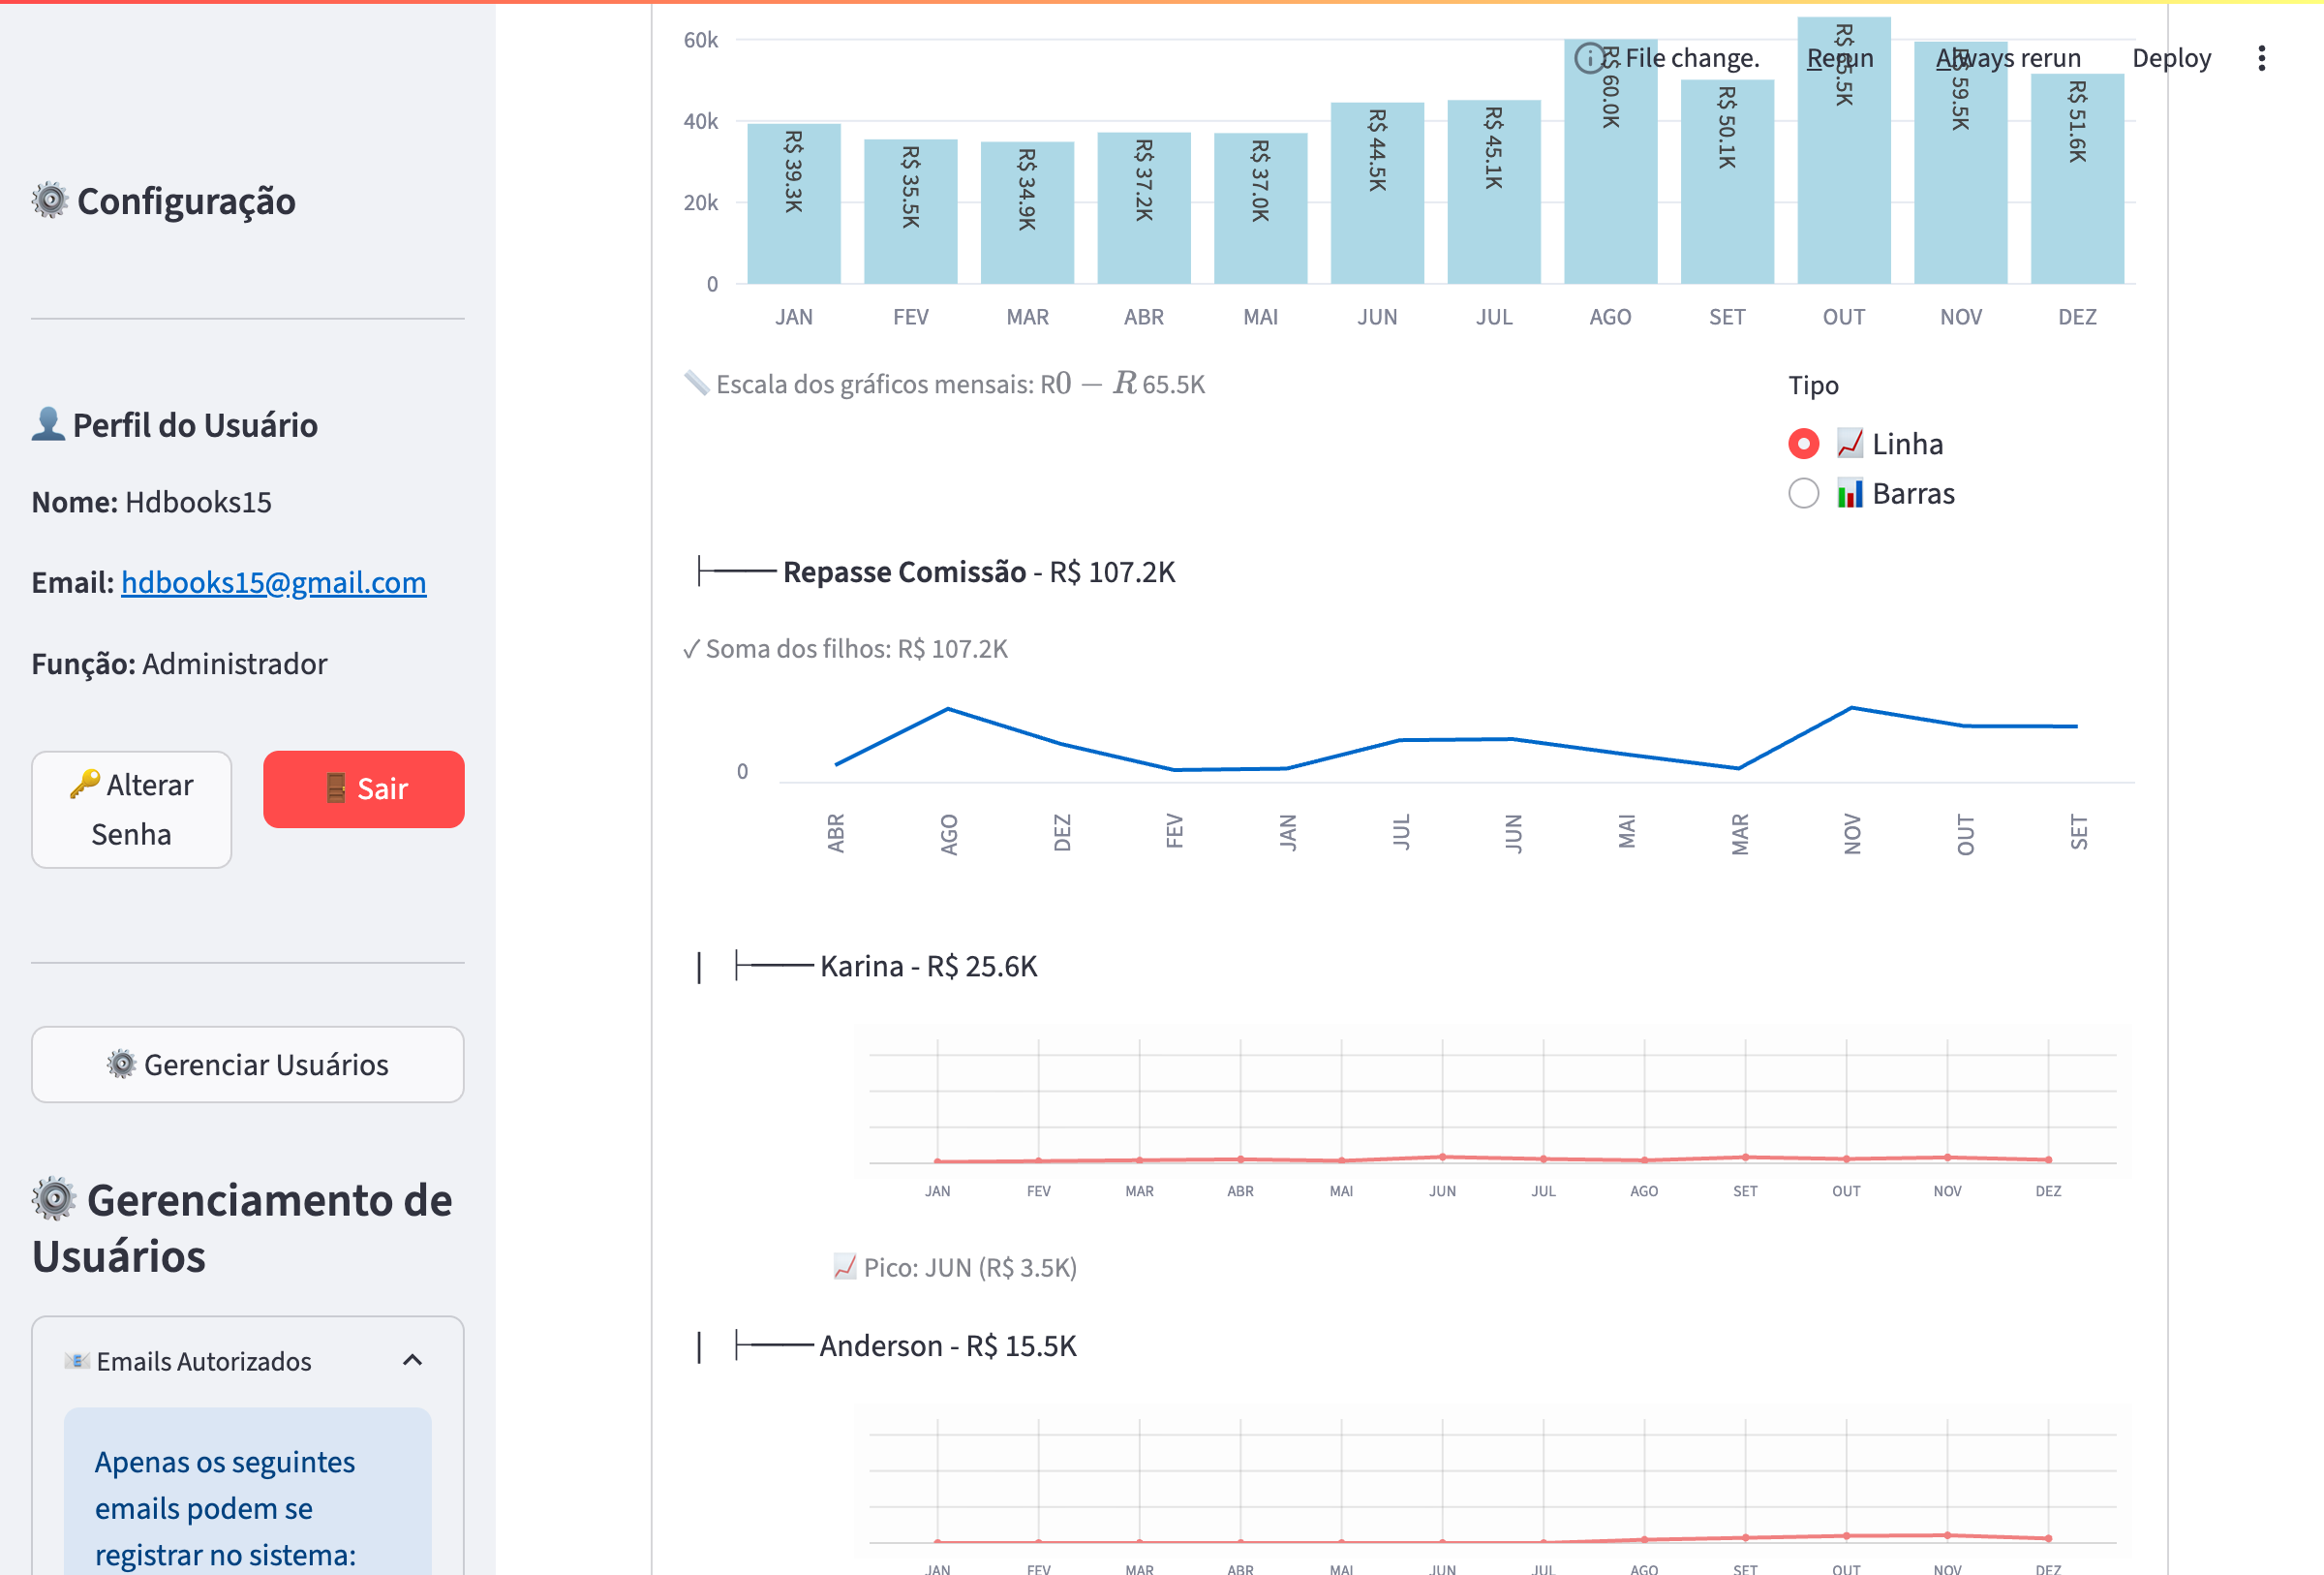 ⚙️ Configuração
👤 Perfil do Usuário
Nome: Hdbooks15
Email: hdbooks15@gmail.com
Função: Administrador
🔑 Alterar
Senha
🚪 Sair
⚙️ Gerenciar Usuários
⚙️ Gerenciamento de
Usuários
📧 Emails Autorizados
Apenas os seguintes
emails podem se
registrar no sistema:
File change.
Rerun
Always rerun
Deploy
60k
40k
20k
0
R$ 39.3K
R$ 35.5K
R$ 34.9K
R$ 37.2K
R$ 37.0K
R$ 44.5K
R$ 45.1K
R$ 60.0K
R$ 50.1K
R$ 65.5K
R$ 59.5K
R$ 51.6K
JAN FEV MAR ABR MAI JUN JUL AGO SET OUT NOV DEZ
📏 Escala dos gráficos mensais: R0 − R 65.5K
Tipo
📈 Linha
📊 Barras
├── Repasse Comissão - R$ 107.2K
✓ Soma dos filhos: R$ 107.2K
0
ABR AGO DEZ FEV JAN JUL JUN MAI MAR NOV OUT SET
│ ├── Karina - R$ 25.6K
JAN FEV MAR ABR MAI JUN JUL AGO SET OUT NOV DEZ
📈 Pico: JUN (R$ 3.5K)
│ ├── Anderson - R$ 15.5K
JAN FEV MAR ABR MAI JUN JUL AGO SET OUT NOV DEZ